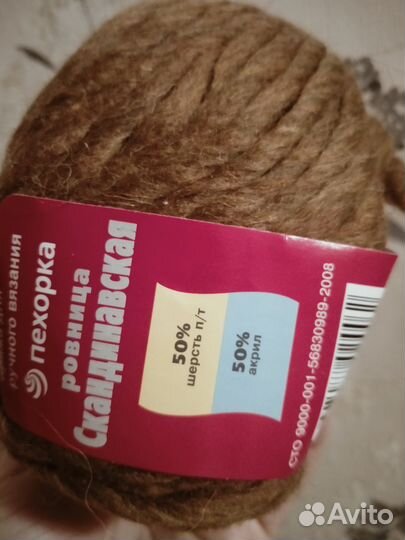 ручного вязания
пехорка
ровница
Скандинавская
50%
шерсть п/т
50%
акрил
СТО 9000-001-56830989-2008
Avito